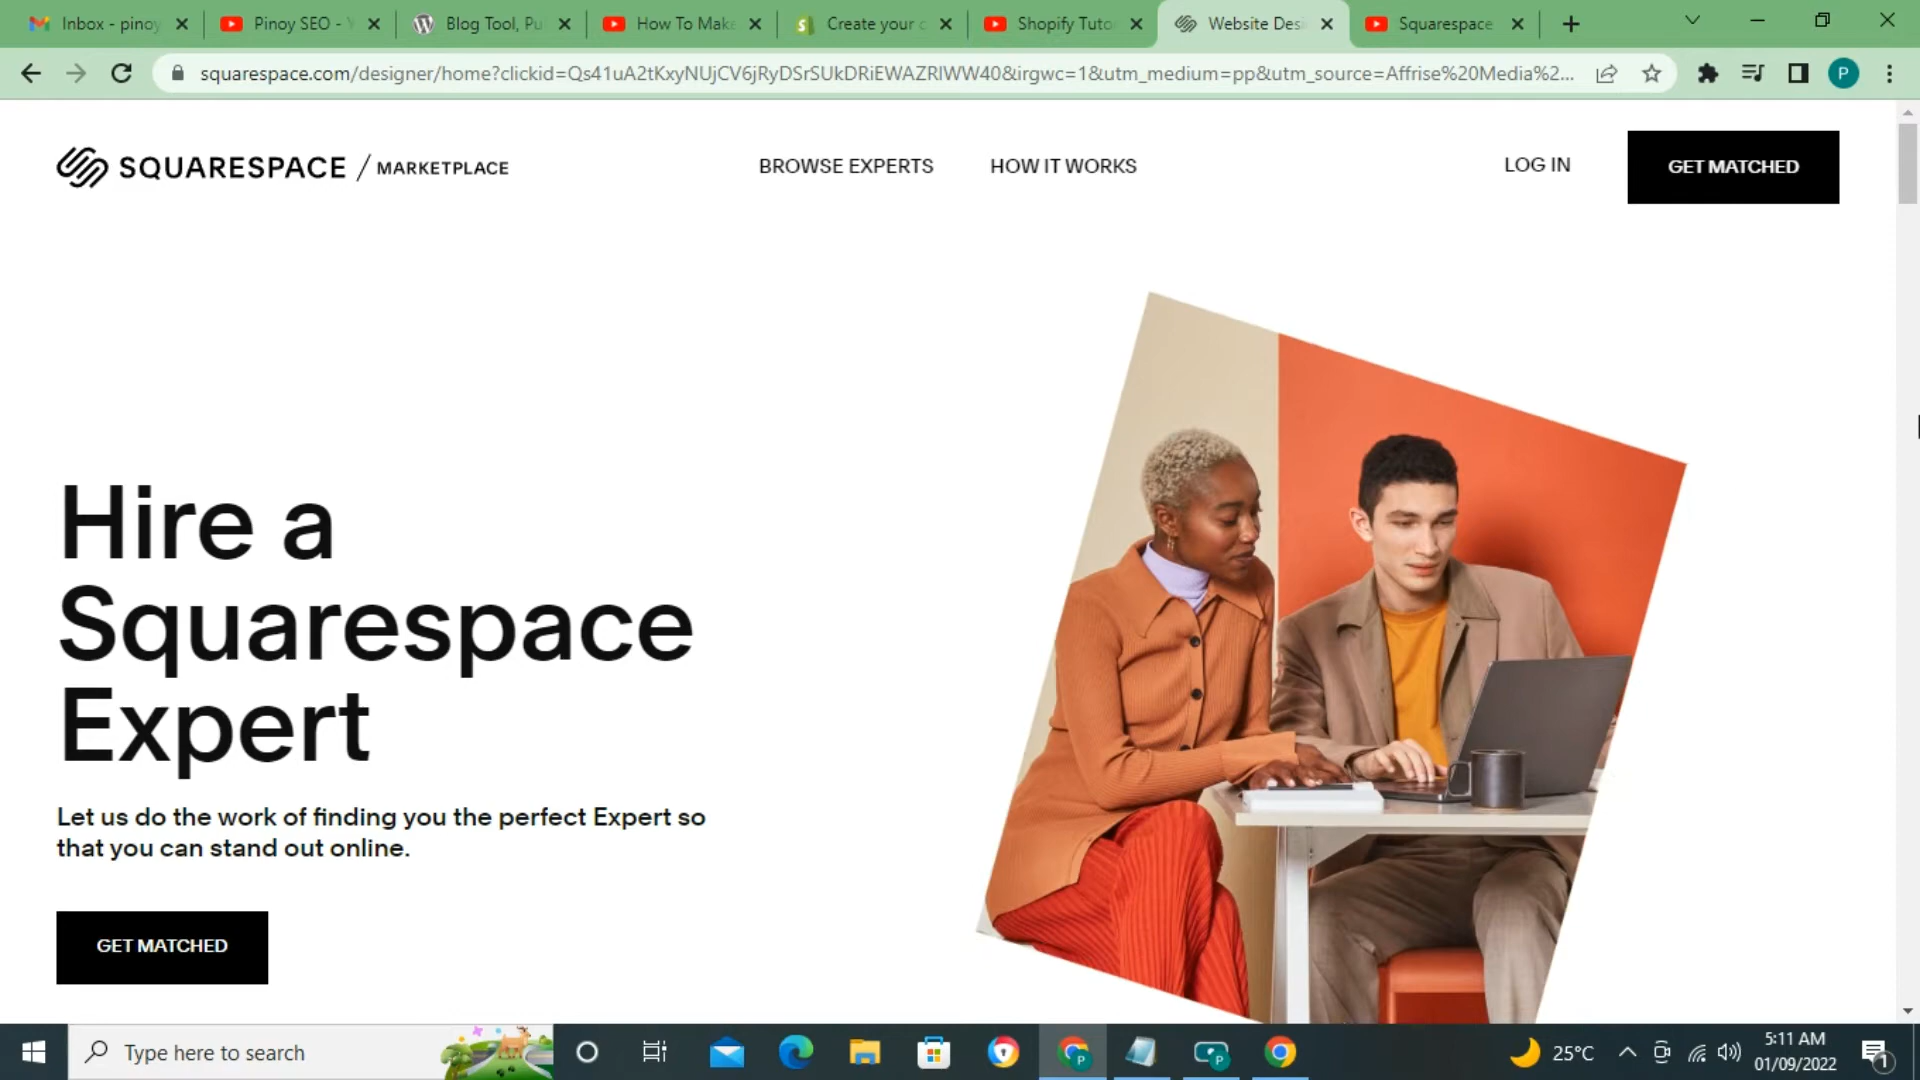 Inbox - pinoy
Pinoy SEO - Y
Blog Tool, Pu
How To Make
Create your c
Shopify Tuto
Website Desi
Squarespace
squarespace.com/designer/home?clickid=Qs41uA2tKxyNUjCV6jRyDSrSUkDRiEWAZRIWW40&irgwc=1&utm_medium=pp&utm_source=Affrise%20Media%2...
P
SQUARESPACE / MARKETPLACE
BROWSE EXPERTS
HOW IT WORKS
LOG IN
GET MATCHED
Hire a
Squarespace
Expert
Let us do the work of finding you the perfect Expert so
that you can stand out online.
GET MATCHED
Type here to search
25°C
5:11 AM
01/09/2022
1